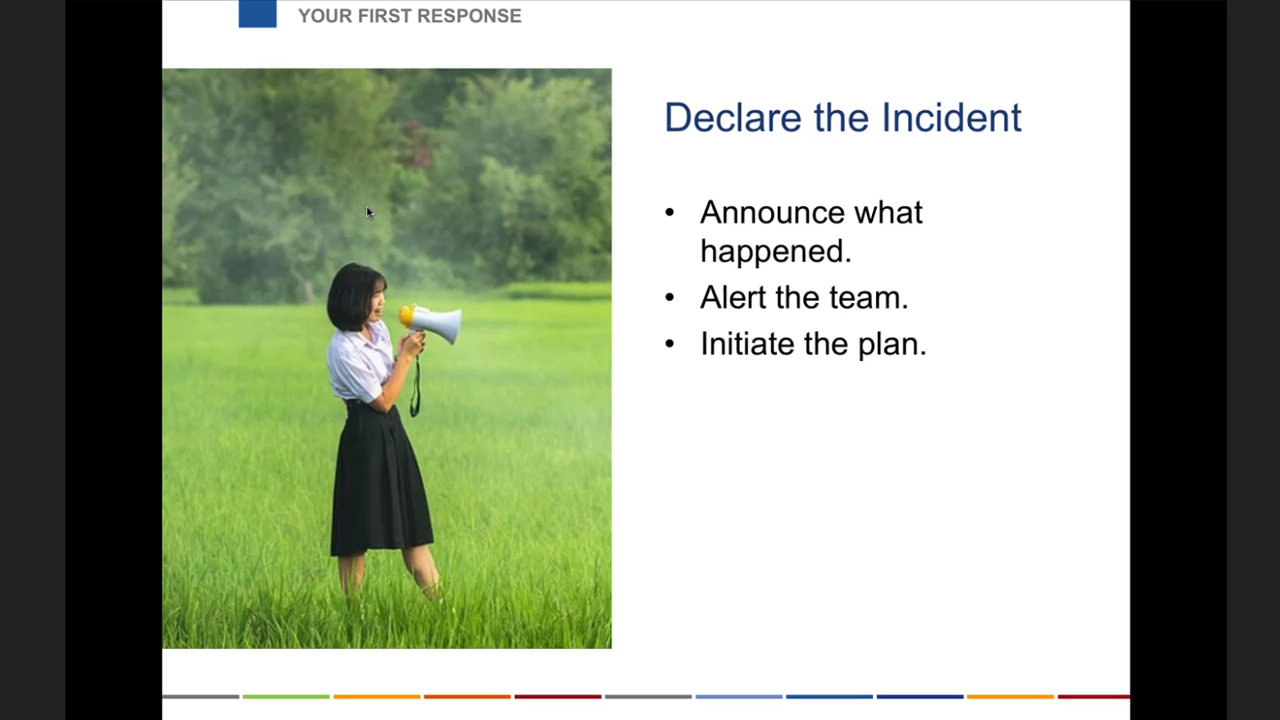 YOUR FIRST RESPONSE
Declare the Incident
• Announce what
happened.
• Alert the team.
• Initiate the plan.